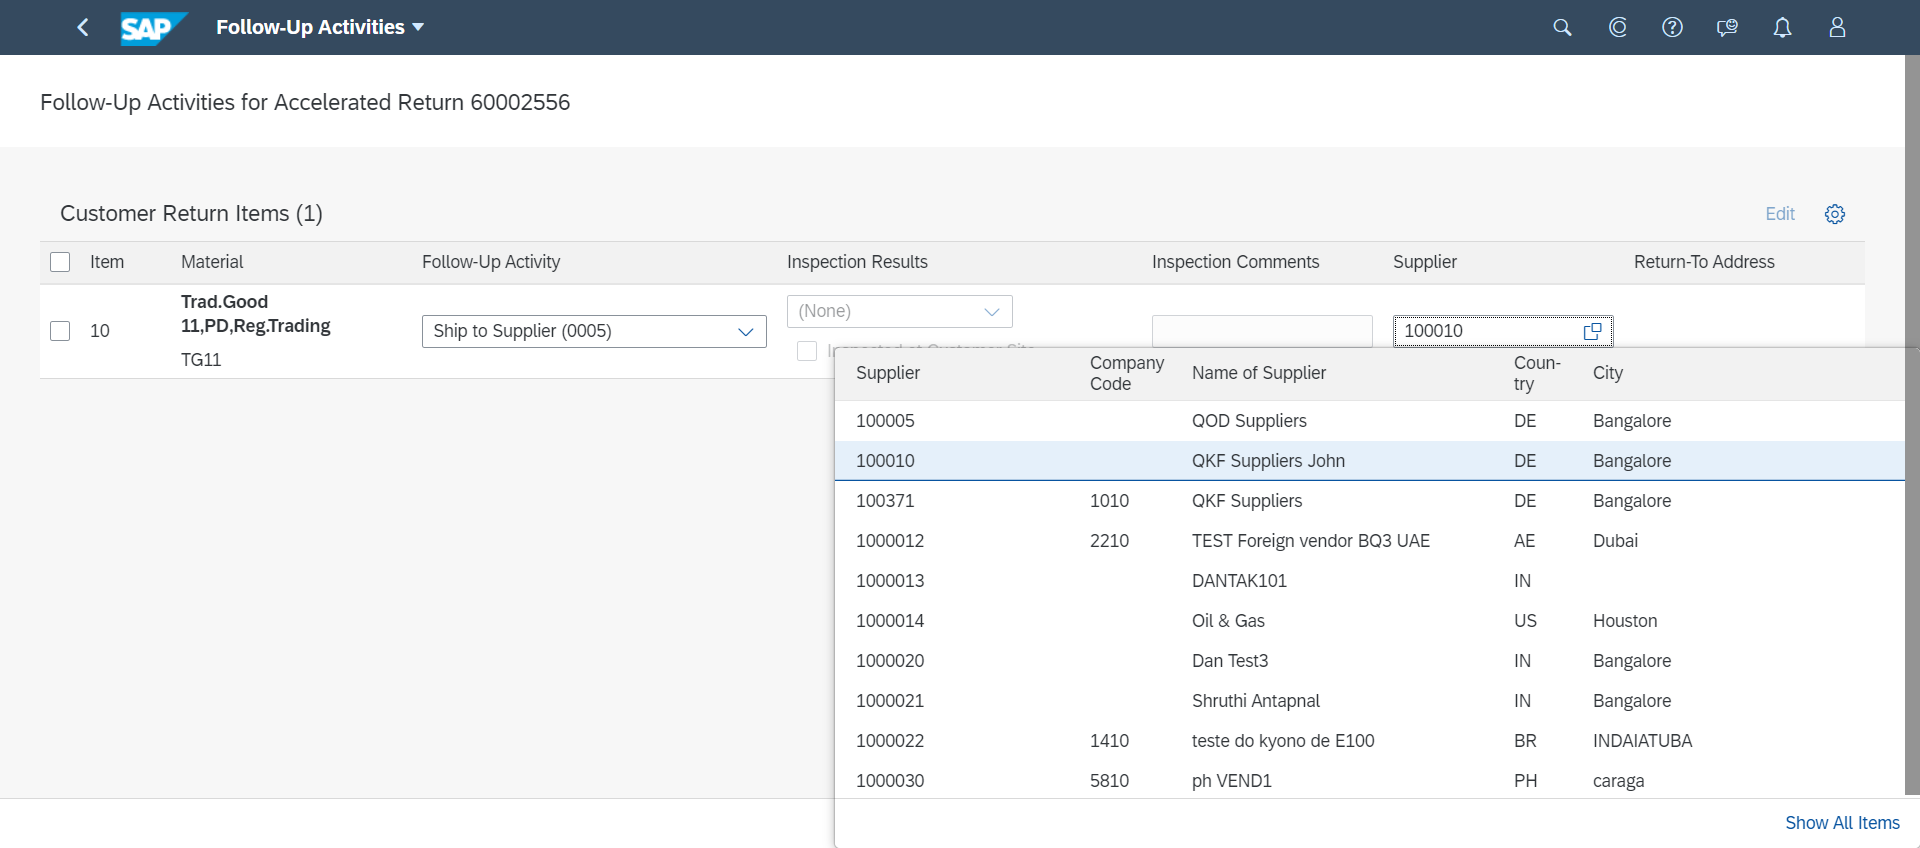 SAP Follow-Up Activities
Follow-Up Activities for Accelerated Return 60002556
Customer Return Items (1) Edit
Item Material Follow-Up Activity Inspection Results Inspection Comments Supplier Return-To Address
10 Trad.Good
11,PD,Reg.Trading
TG11
Ship to Supplier (0005)
(None)
100010
Supplier Company
Code Name of Supplier Coun-
try City
100005 QOD Suppliers DE Bangalore
100010 QKF Suppliers John DE Bangalore
100371 1010 QKF Suppliers DE Bangalore
1000012 2210 TEST Foreign vendor BQ3 UAE AE Dubai
1000013 DANTAK101 IN
1000014 Oil & Gas US Houston
1000020 Dan Test3 IN Bangalore
1000021 Shruthi Antapnal IN Bangalore
1000022 1410 teste do kyono de E100 BR INDAIATUBA
1000030 5810 ph VEND1 PH caraga
Show All Items